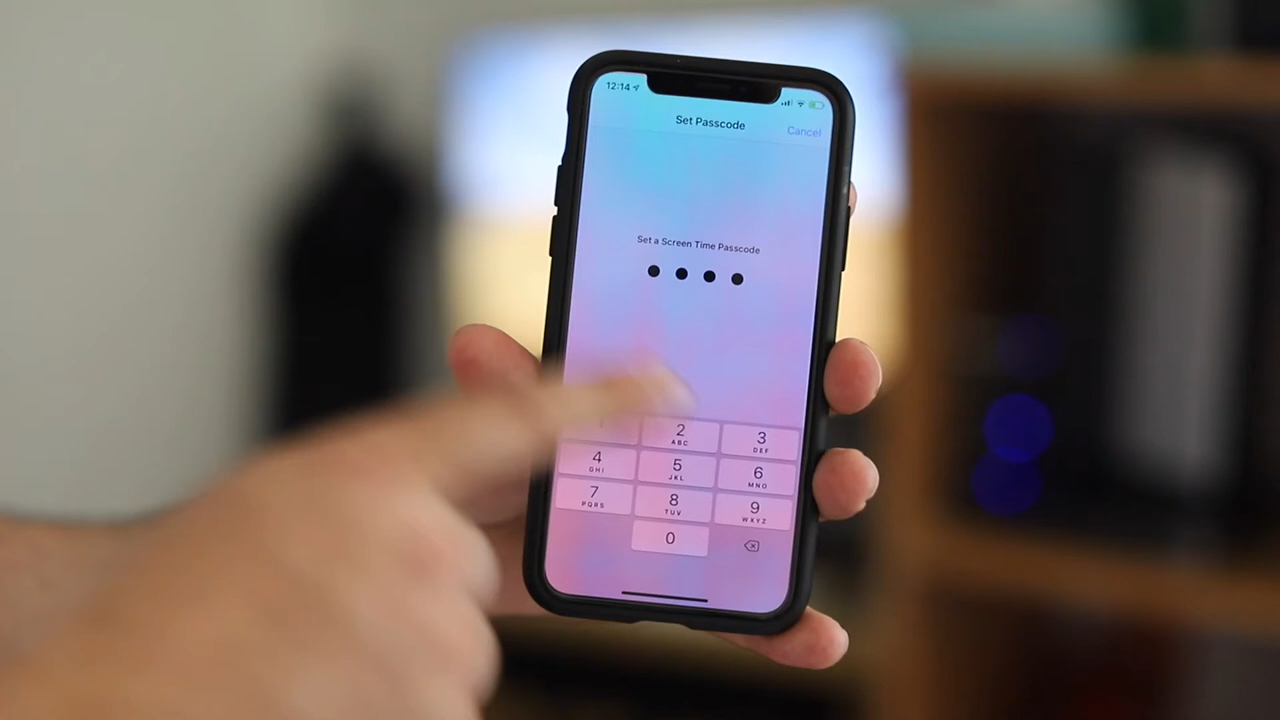 12:14
Set Passcode
Cancel
Set a Screen Time Passcode
2
ABC
3
DEF
4
GHI
5
JKL
6
MNO
7
PQRS
8
TUV
9
WXYZ
0